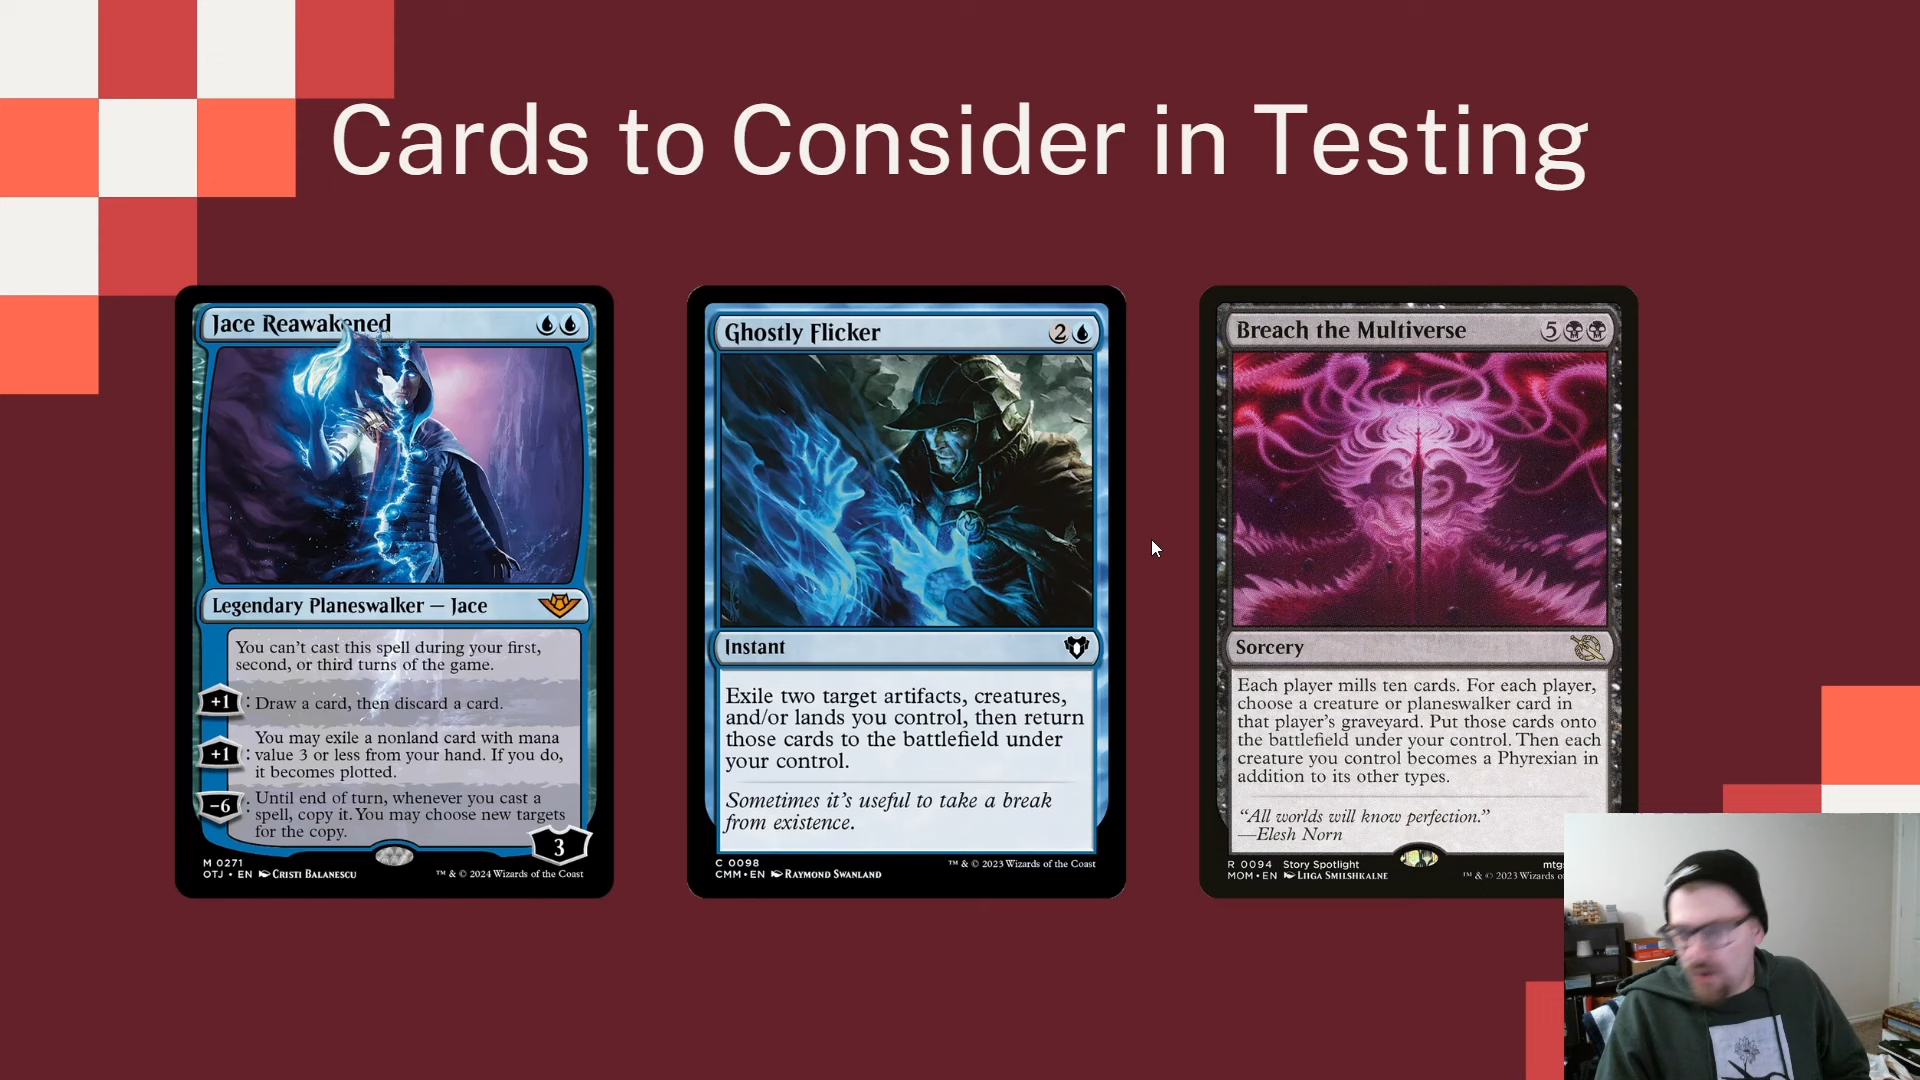 Cards to Consider in Testing
Jace Reawakened
Legendary Planeswalker — Jace
You can't cast this spell during your first,
second, or third turns of the game.
+1: Draw a card, then discard a card.
You may exile a nonland card with mana
+1: value 3 or less from your hand. If you do,
it becomes plotted.
−6: Until end of turn, whenever you cast a
spell, copy it. You may choose new targets
for the copy.
3
M 0271
OTJ • EN CRISTI BALANESCU ™ & © 2024 Wizards of the Coast
Ghostly Flicker 2
Instant
Exile two target artifacts, creatures,
and/or lands you control, then return
those cards to the battlefield under
your control.
Sometimes it's useful to take a break
from existence.
C 0098 ™ & © 2023 Wizards of the Coast
CMM • EN RAYMOND SWANLAND
Breach the Multiverse 5
Sorcery
Each player mills ten cards. For each player,
choose a creature or planeswalker card in
that player's graveyard. Put those cards onto
the battlefield under your control. Then each
creature you control becomes a Phyrexian in
addition to its other types.
"All worlds will know perfection."
—Elesh Norn
R 0094 Story Spotlight mtg
MOM • EN LIIGA SMILSHKALNE ™ & © 2023 Wizards o